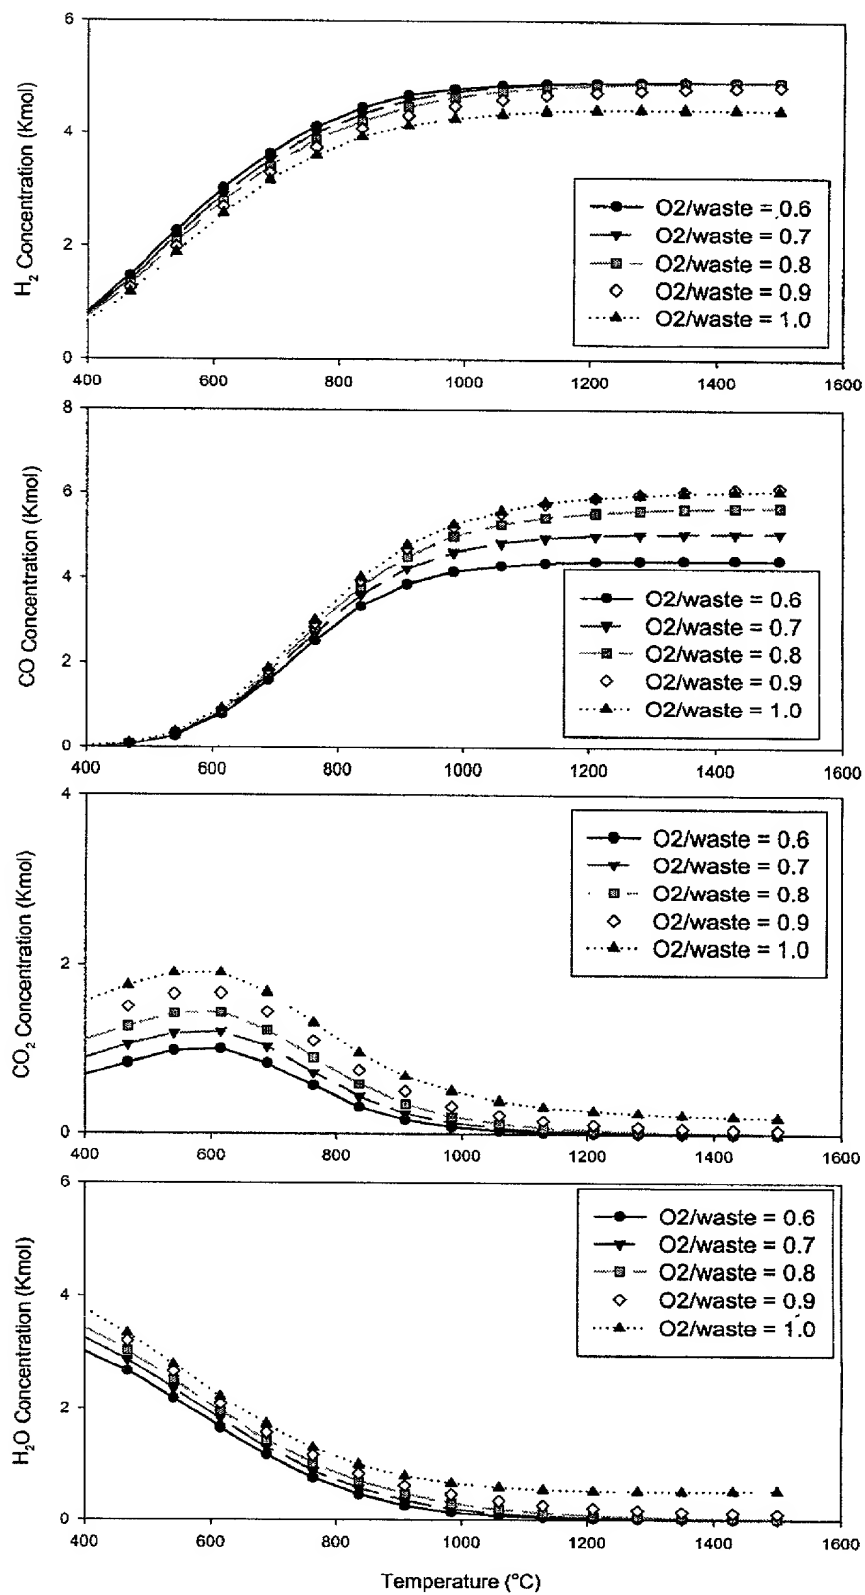 6
4
2
0
H₂ Concentration (Kmol)
O2/waste = 0.6
O2/waste = 0.7
O2/waste = 0.8
O2/waste = 0.9
O2/waste = 1.0
400 600 800 1000 1200 1400 1600
8
6
4
2
0
CO Concentration (Kmol)
O2/waste = 0.6
O2/waste = 0.7
O2/waste = 0.8
O2/waste = 0.9
O2/waste = 1.0
400 600 800 1000 1200 1400 1600
4
2
0
CO₂ Concentration (Kmol)
O2/waste = 0.6
O2/waste = 0.7
O2/waste = 0.8
O2/waste = 0.9
O2/waste = 1.0
400 600 800 1000 1200 1400 1600
6
4
2
0
H₂O Concentration (Kmol)
O2/waste = 0.6
O2/waste = 0.7
O2/waste = 0.8
O2/waste = 0.9
O2/waste = 1.0
400 600 800 1000 1200 1400 1600
Temperature (°C)